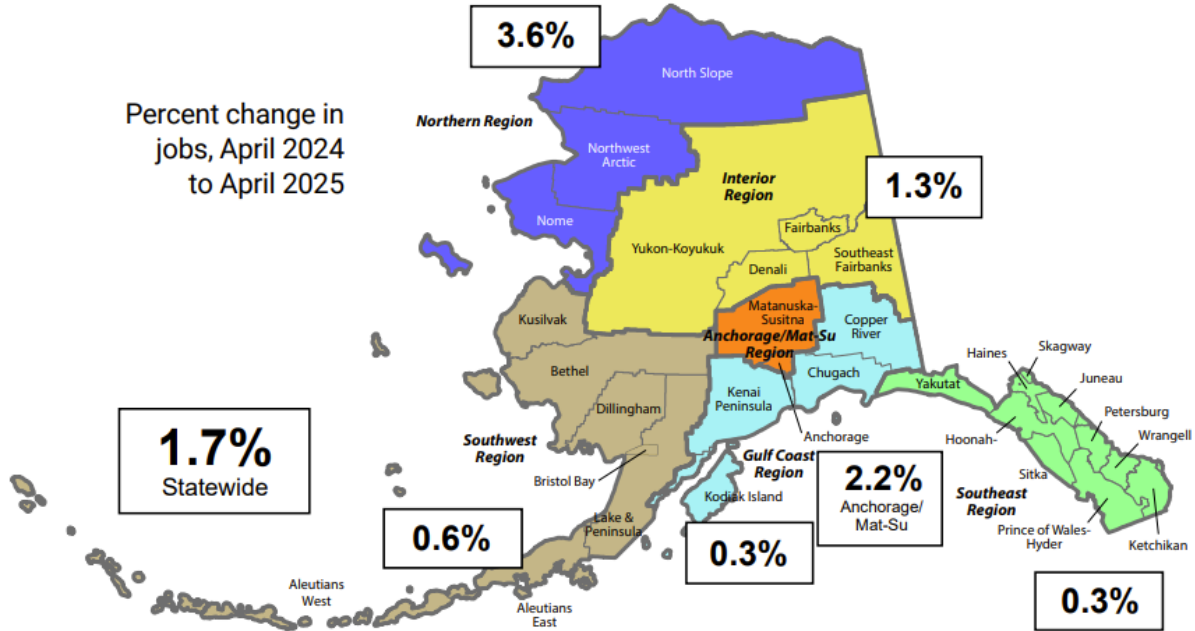 3.6%
North Slope
Percent change in
jobs, April 2024
to April 2025
Northern Region
Northwest
Arctic
Interior
Region
1.3%
Nome
Fairbanks
Yukon-Koyukuk
Southeast
Fairbanks
Denali
Matanuska-
Susitna
Kusilvak
Copper
River
Anchorage/Mat-Su
Region
Skagway
Haines
Bethel
Chugach
Yakutat
Juneau
Kenai
Peninsula
Dillingham
Petersburg
1.7%
Statewide
Anchorage
Wrangell
Hoonah-
Southwest
Region
Gulf Coast
Region
Bristol Bay
2.2%
Anchorage/
Mat-Su
Sitka
Kodiak Island
Southeast
Region
Lake &
Peninsula
0.6%
0.3%
Prince of Wales-
Hyder
Ketchikan
Aleutians
West
Aleutians
East
0.3%